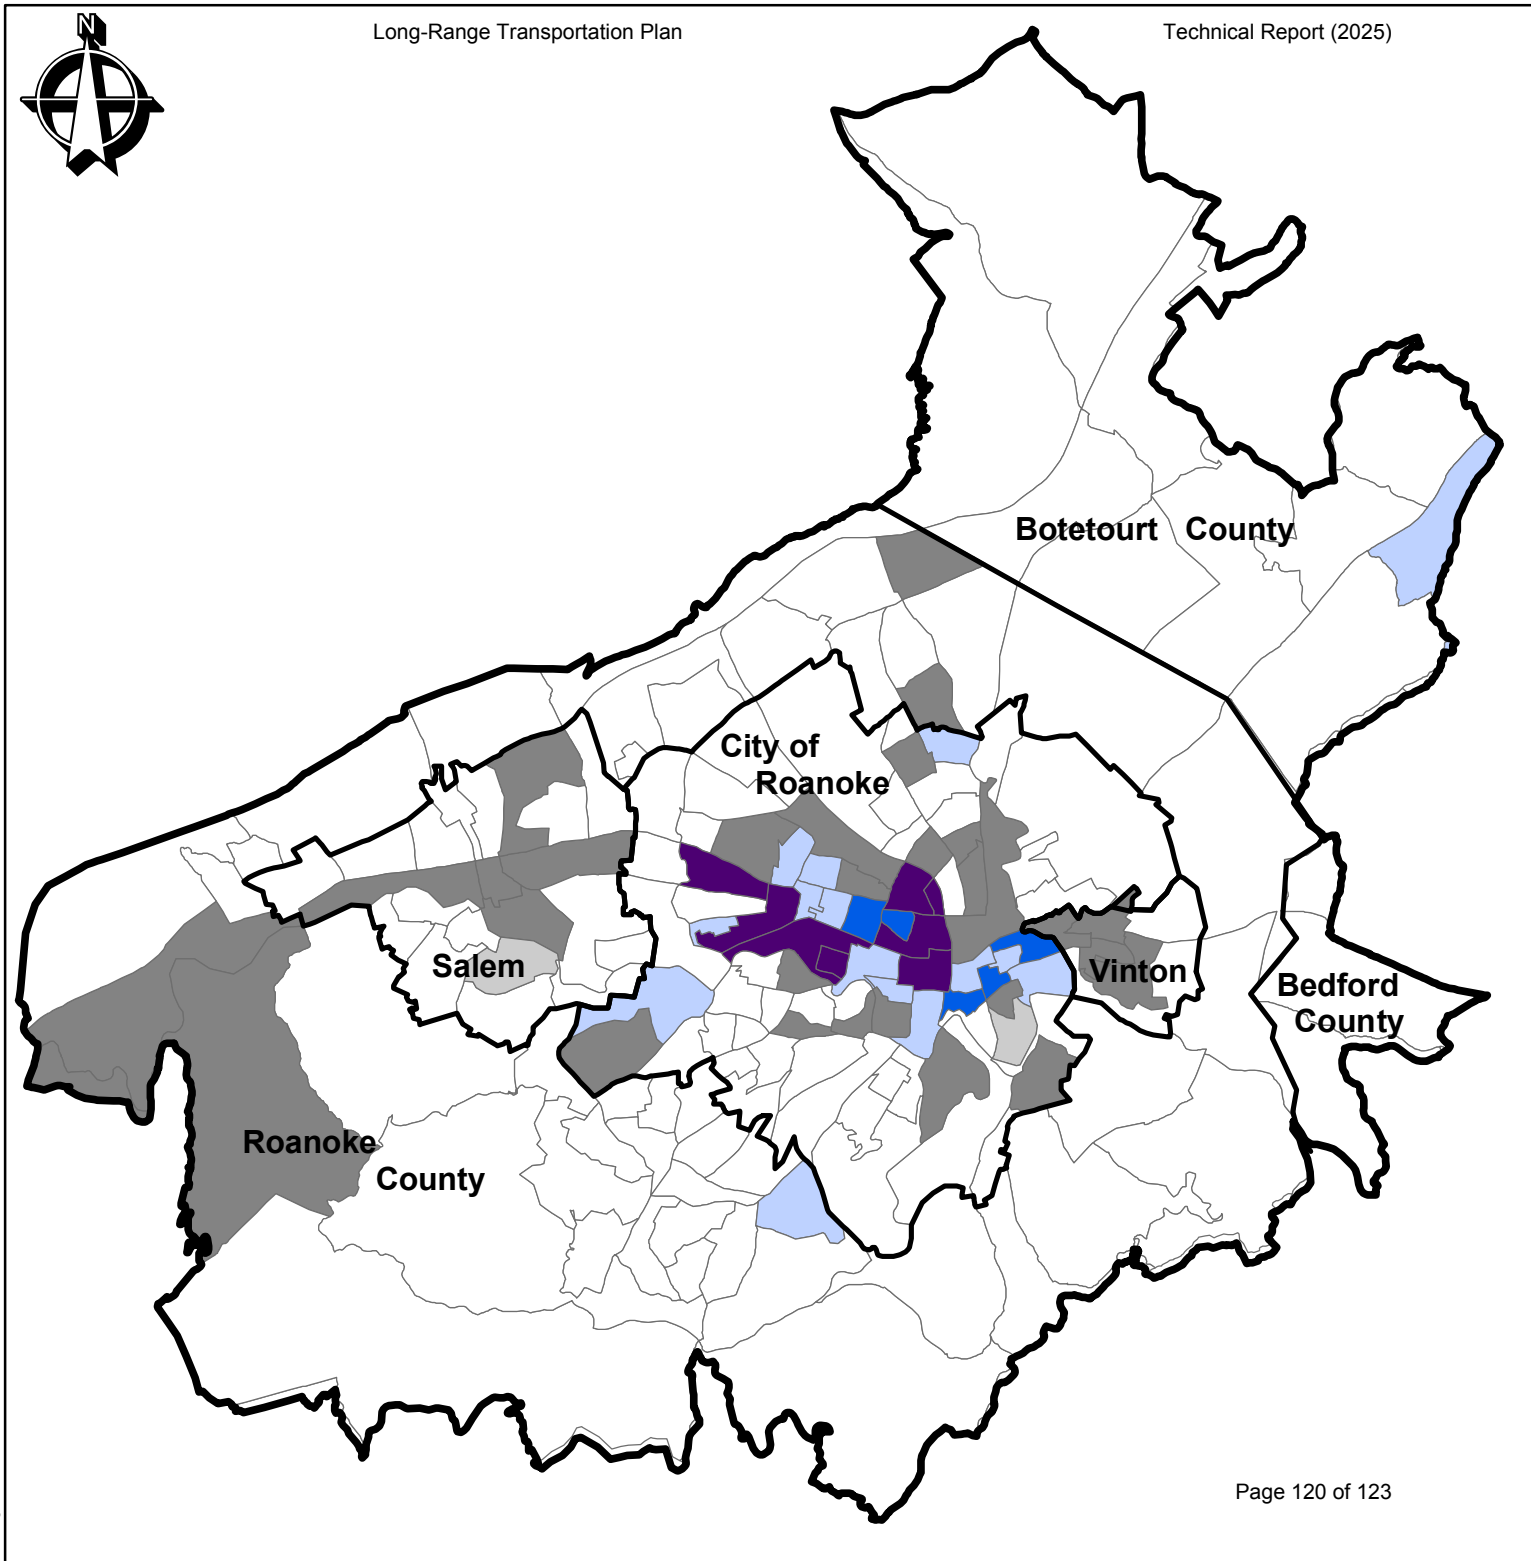 N
Long-Range Transportation Plan
Technical Report (2025)
Botetourt County
City of
Roanoke
Salem
Vinton
Bedford
County
Roanoke
County
Page 120 of 123